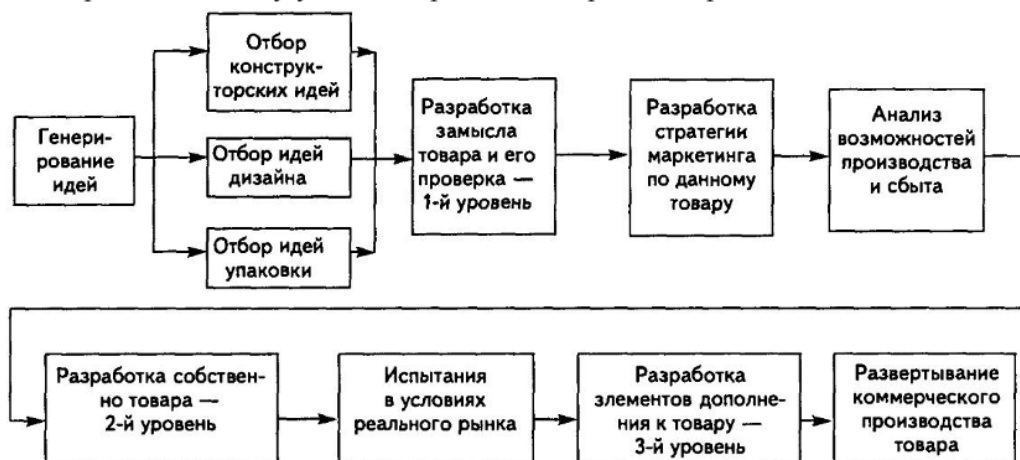 Генери-
рование
идей
Отбор
конструк-
торских идей
Отбор идей
дизайна
Отбор идей
упаковки
Разработка
замысла
товара и его
проверка —
1-й уровень
Разработка
стратегии
маркетинга
по данному
товару
Анализ
возможностей
производства
и сбыта
Разработка собствен-
но товара —
2-й уровень
Испытания
в условиях
реального рынка
Разработка
элементов дополне-
ния к товару —
3-й уровень
Развертывание
коммерческого
производства
товара